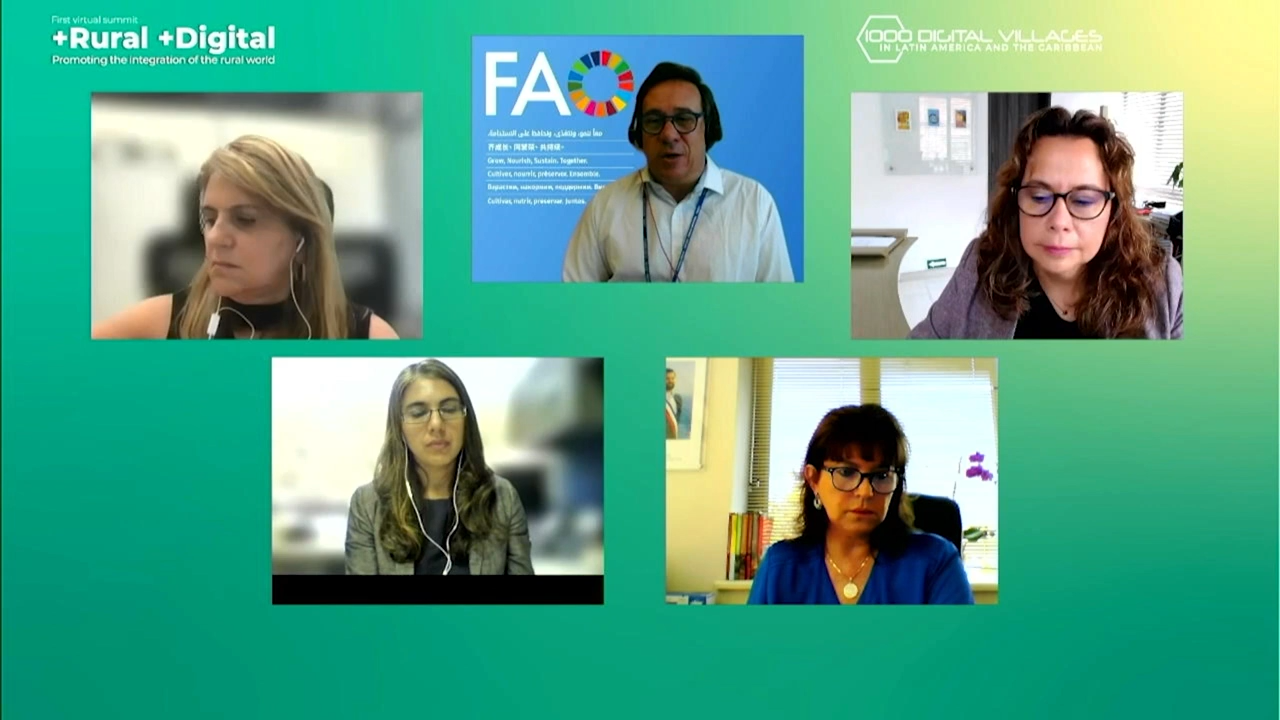 First virtual summit
+Rural +Digital
Promoting the integration of the rural world
1000 DIGITAL VILLAGES
IN LATIN AMERICA AND THE CARIBBEAN
FAO
Grow, Nourish, Sustain. Together.
Cultiver, nourrir, préserver. Ensemble.
Cultivar, nutrir, preservar. Juntos.